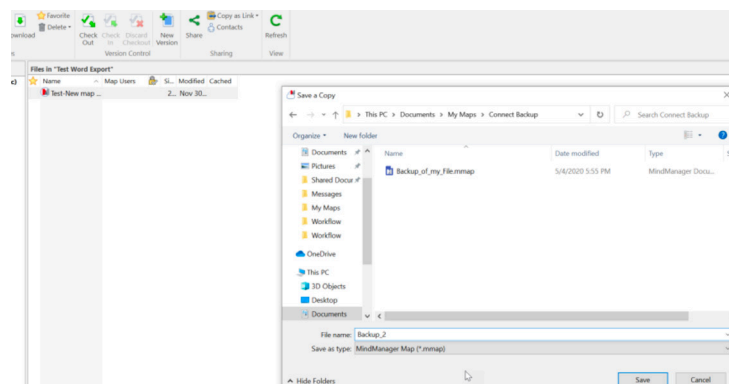 Favorite
Delete
Copy as Link
Contacts
Check Out
Check In
Discard Checkout
New Version
Share
Refresh
Version Control
Sharing
View
Files in "Test Word Export"
Name
Map Users
Si...
Modified
Cached
Test-New map ...
2...
Nov 30...
Save a Copy
This PC > Documents > My Maps > Connect Backup
Search Connect Backup
Organize
New folder
Documents
Pictures
Shared Docur
Messages
My Maps
Workflow
Workflow
OneDrive
This PC
3D Objects
Desktop
Documents
Name
Date modified
Type
Backup_of_my_File.mmap
5/4/2020 5:55 PM
MindManager Docu...
File name: Backup_2
Save as type: MindManager Map (*.mmap)
Hide Folders
Save
Cancel